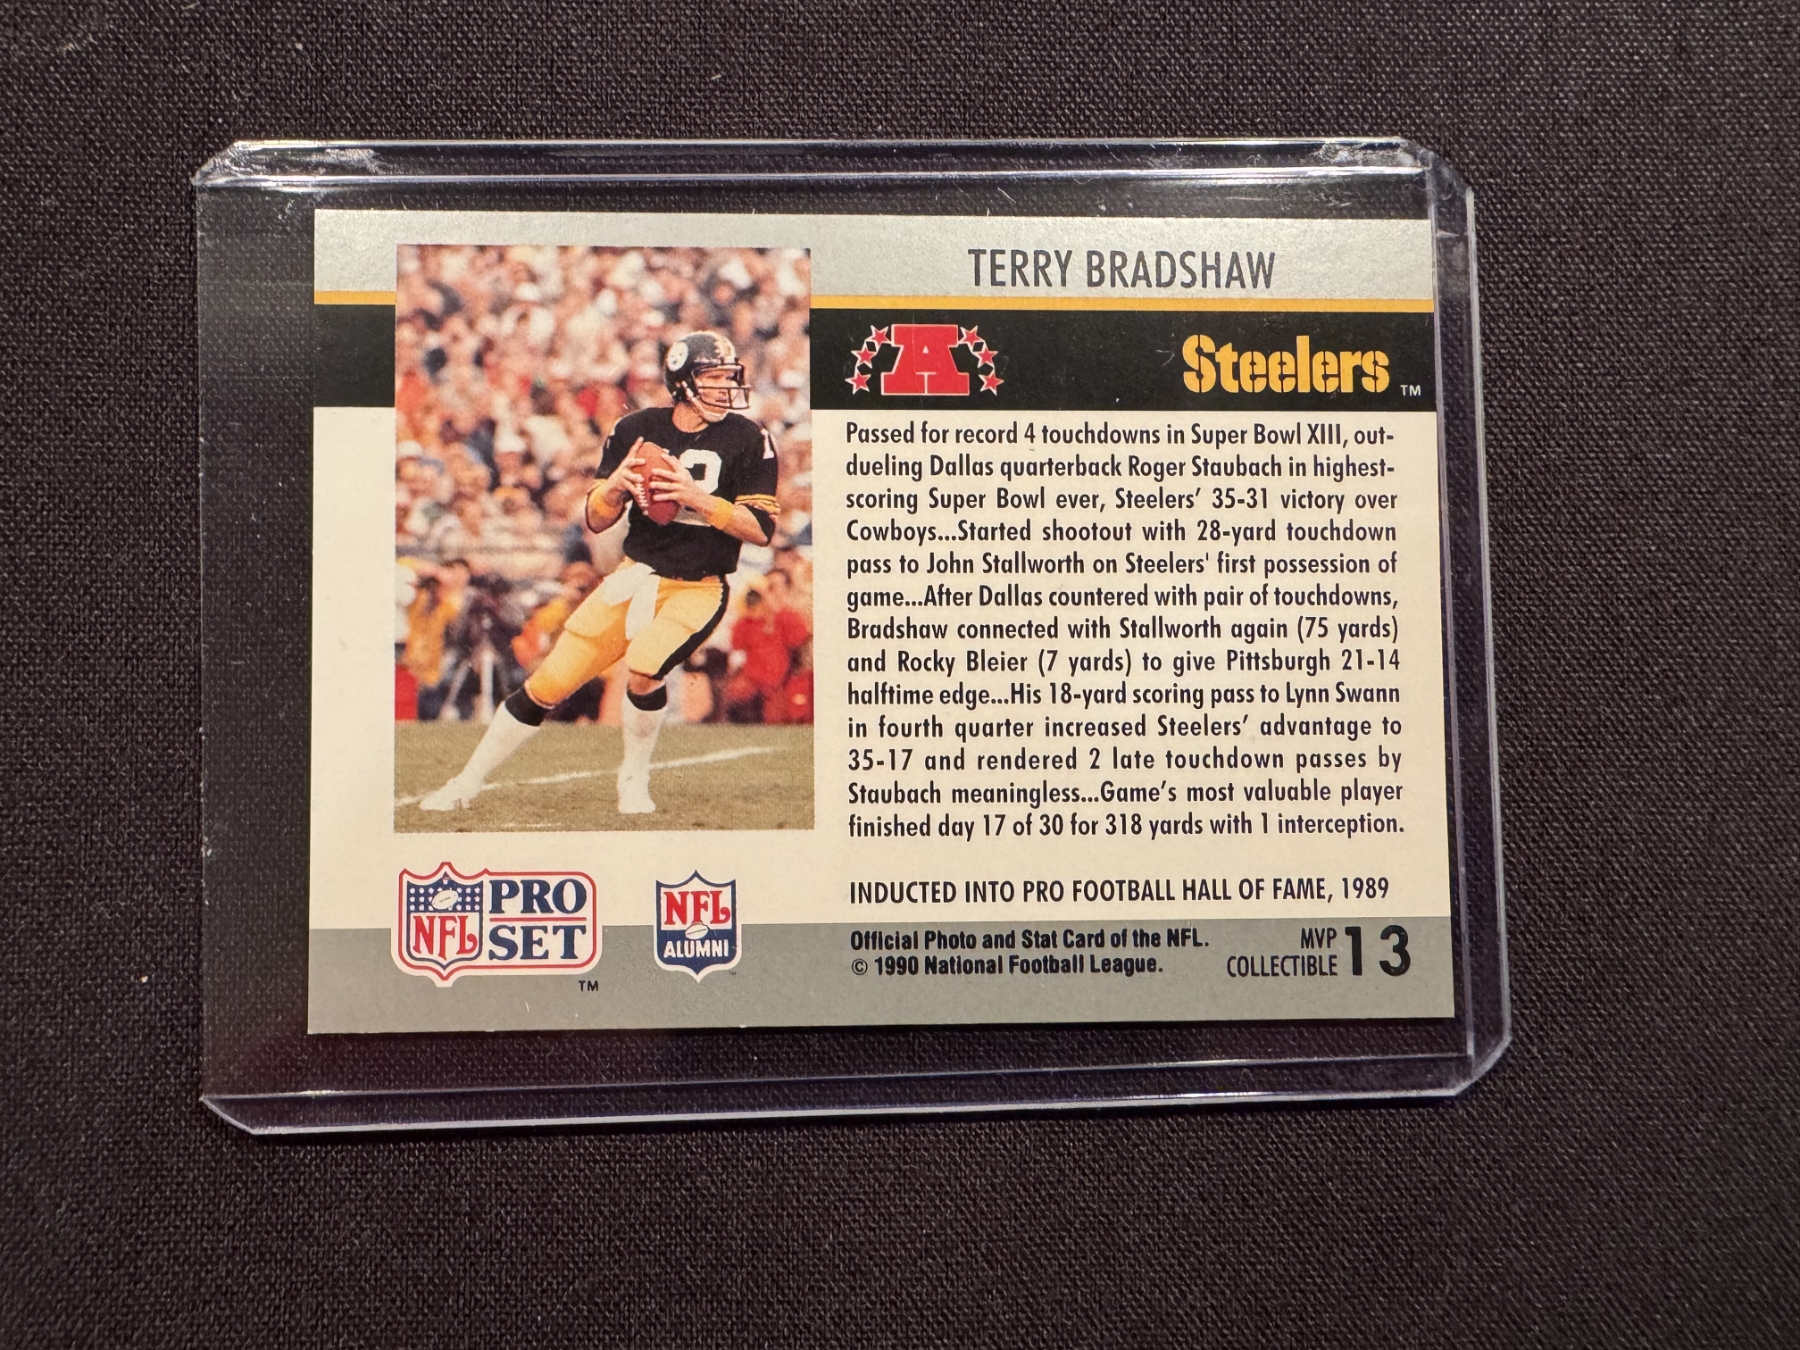 TERRY BRADSHAW
A
Steelers TM
12
Passed for record 4 touchdowns in Super Bowl XIII, out-
dueling Dallas quarterback Roger Staubach in highest-
scoring Super Bowl ever, Steelers' 35-31 victory over
Cowboys...Started shootout with 28-yard touchdown
pass to John Stallworth on Steelers' first possession of
game...After Dallas countered with pair of touchdowns,
Bradshaw connected with Stallworth again (75 yards)
and Rocky Bleier (7 yards) to give Pittsburgh 21-14
halftime edge...His 18-yard scoring pass to Lynn Swann
in fourth quarter increased Steelers' advantage to
35-17 and rendered 2 late touchdown passes by
Staubach meaningless...Game's most valuable player
finished day 17 of 30 for 318 yards with 1 interception.
INDUCTED INTO PRO FOOTBALL HALL OF FAME, 1989
NFL PRO
SET
TM
NFL
ALUMNI
Official Photo and Stat Card of the NFL.
© 1990 National Football League.
MVP
COLLECTIBLE 13